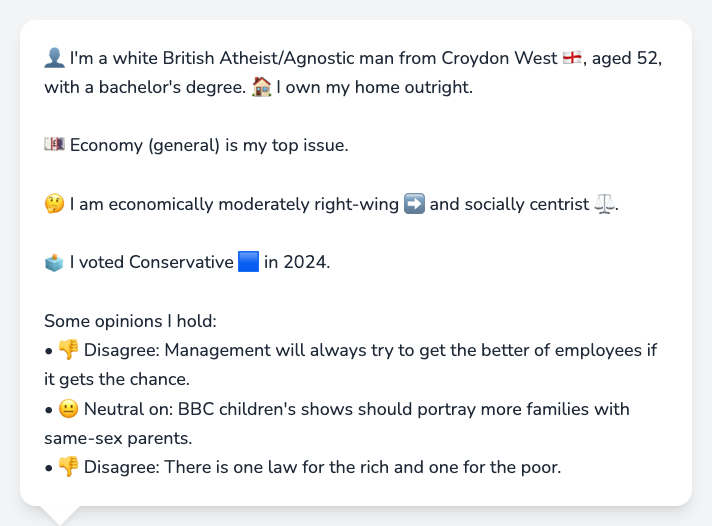 👤 I'm a white British Atheist/Agnostic man from Croydon West 🏴󠁧󠁢󠁥󠁮󠁧󠁿, aged 52,
with a bachelor's degree. 🏠 I own my home outright.
💷 Economy (general) is my top issue.
🤔 I am economically moderately right-wing ➡️ and socially centrist ⚖️.
🗳️ I voted Conservative 🟦 in 2024.
Some opinions I hold:
• 👎 Disagree: Management will always try to get the better of employees if
it gets the chance.
• 😐 Neutral on: BBC children's shows should portray more families with
same-sex parents.
• 👎 Disagree: There is one law for the rich and one for the poor.